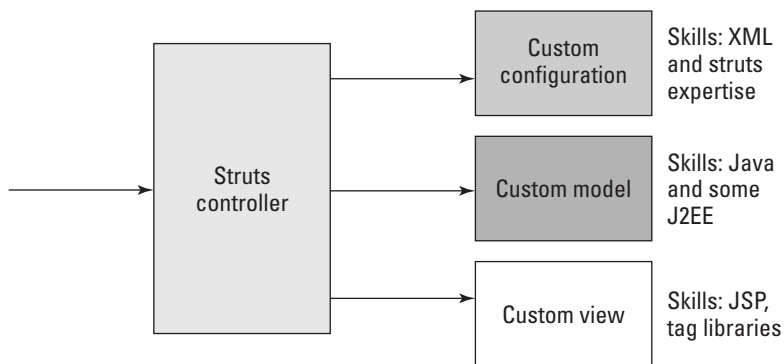 Struts
controller
Custom
configuration
Skills: XML
and struts
expertise
Custom model
Skills: Java
and some
J2EE
Custom view
Skills: JSP,
tag libraries